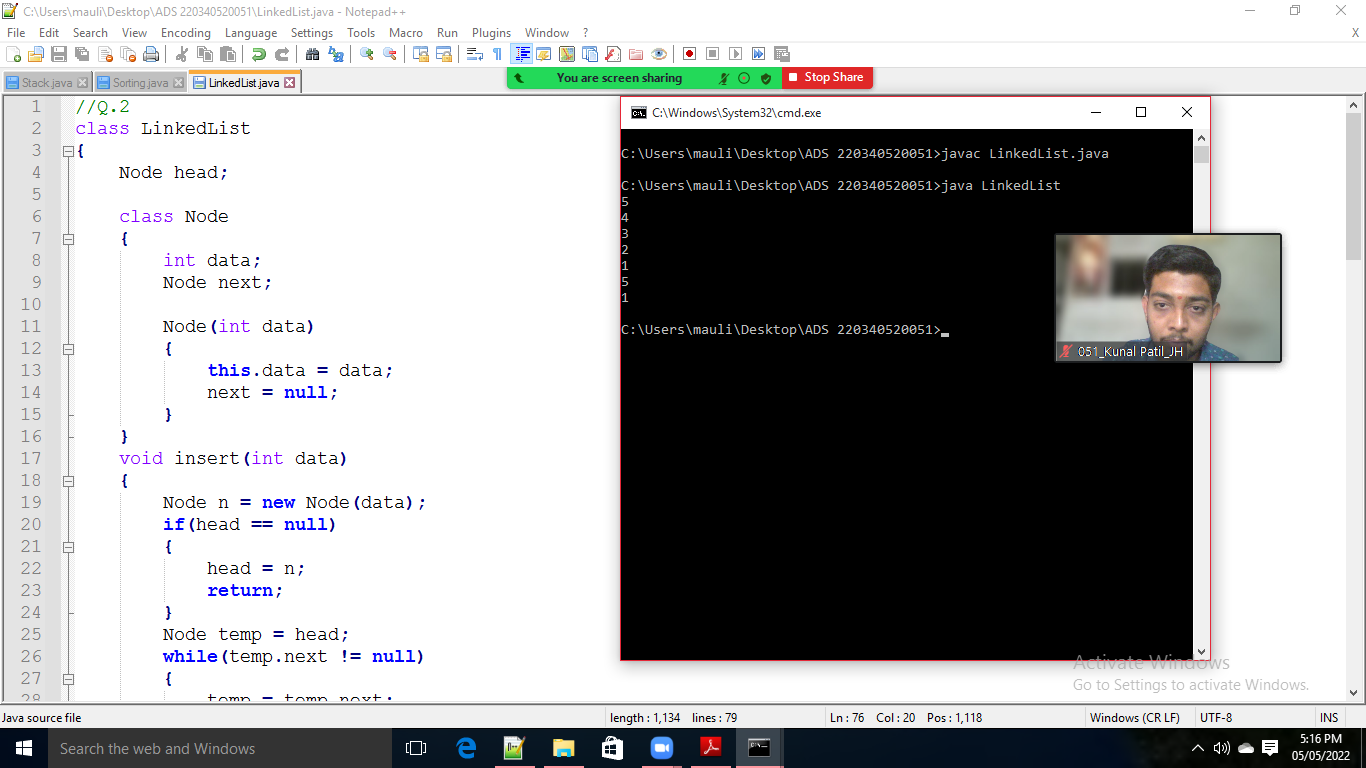 C:\Users\mauli\Desktop\ADS 220340520051\LinkedList.java - Notepad++
File Edit Search View Encoding Language Settings Tools Macro Run Plugins Window ? X
Stack.java Sorting.java LinkedList.java
You are screen sharing Stop Share
1 //Q.2
2 class LinkedList
3 {
4 Node head;
5
6 class Node
7 {
8 int data;
9 Node next;
10
11 Node(int data)
12 {
13 this.data = data;
14 next = null;
15 }
16 }
17 void insert(int data)
18 {
19 Node n = new Node(data);
20 if(head == null)
21 {
22 head = n;
23 return;
24 }
25 Node temp = head;
26 while(temp.next != null)
27 {
28 temp = temp.next;
C:\Windows\System32\cmd.exe
C:\Users\mauli\Desktop\ADS 220340520051>javac LinkedList.java
C:\Users\mauli\Desktop\ADS 220340520051>java LinkedList
5
4
3
2
1
5
1
C:\Users\mauli\Desktop\ADS 220340520051>
051_Kunal Patil_JH
Activate Windows
Go to Settings to activate Windows.
Java source file length : 1,134 lines : 79 Ln : 76 Col : 20 Pos : 1,118 Windows (CR LF) UTF-8 INS
Search the web and Windows
5:16 PM
05/05/2022